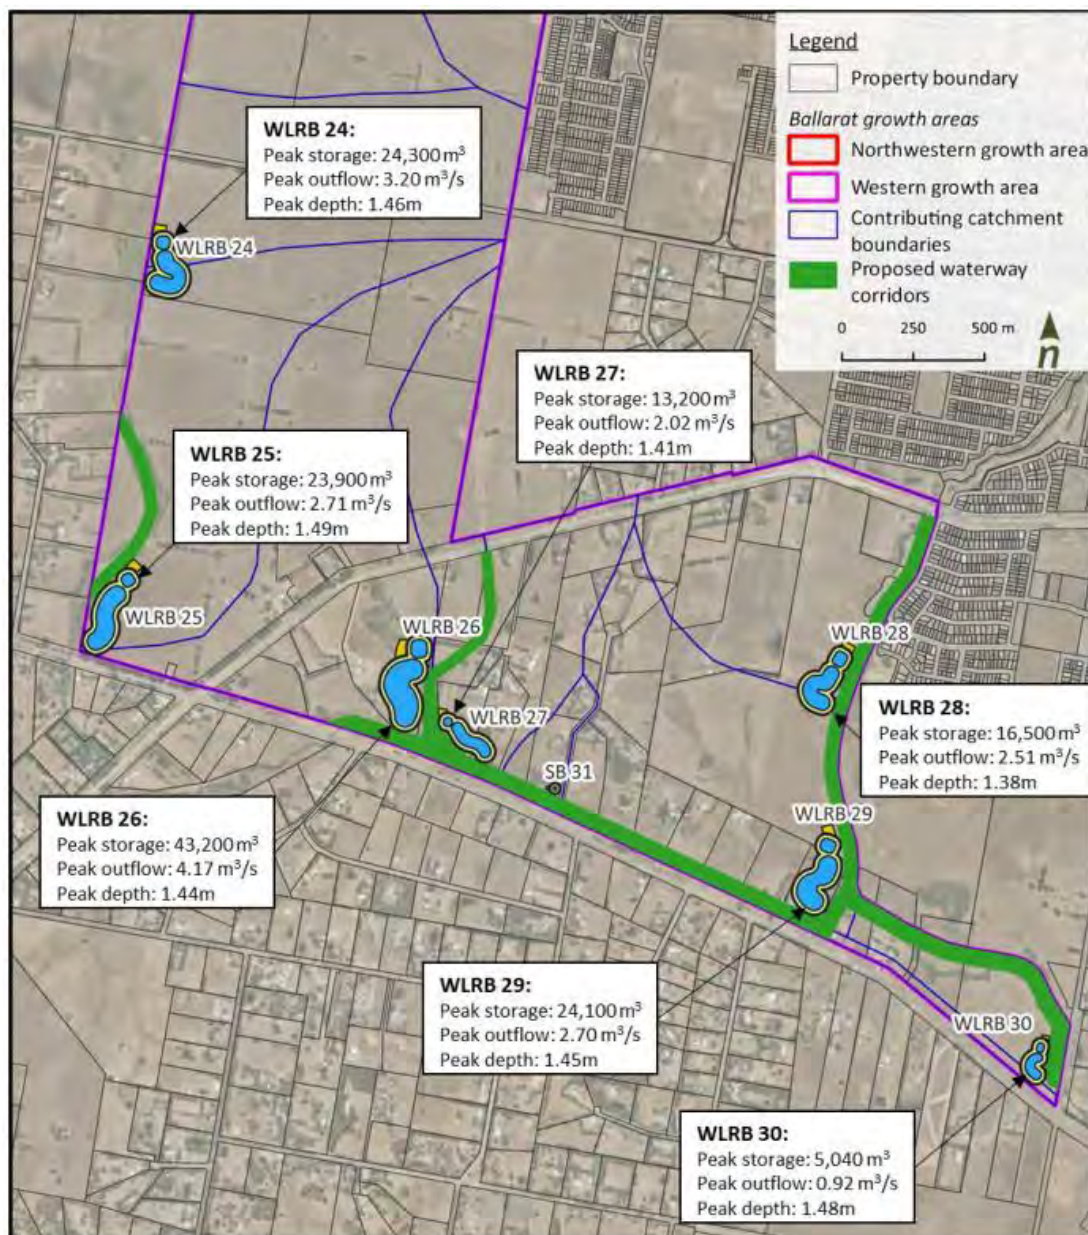 Legend
Property boundary
Ballarat growth areas
Northwestern growth area
Western growth area
Contributing catchment
boundaries
Proposed waterway
corridors
0 250 500 m
n
WLRB 24:
Peak storage: 24,300 m³
Peak outflow: 3.20 m³/s
Peak depth: 1.46m
WLRB 24
WLRB 27:
Peak storage: 13,200 m³
Peak outflow: 2.02 m³/s
Peak depth: 1.41m
WLRB 25:
Peak storage: 23,900 m³
Peak outflow: 2.71 m³/s
Peak depth: 1.49m
WLRB 25
WLRB 26
WLRB 28
WLRB 27
WLRB 28:
Peak storage: 16,500 m³
Peak outflow: 2.51 m³/s
Peak depth: 1.38m
SB 31
WLRB 29
WLRB 26:
Peak storage: 43,200 m³
Peak outflow: 4.17 m³/s
Peak depth: 1.44m
WLRB 29:
Peak storage: 24,100 m³
Peak outflow: 2.70 m³/s
Peak depth: 1.45m
WLRB 30
WLRB 30:
Peak storage: 5,040 m³
Peak outflow: 0.92 m³/s
Peak depth: 1.48m